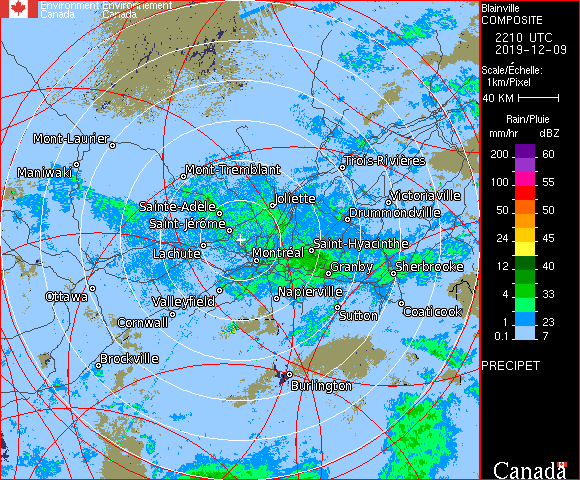 Environment Environnement
Canada Canada
Blainville
COMPOSITE
2210 UTC
2019-12-09
Scale/Échelle:
1km/Pixel
40 KM
Rain/Pluie
mm/hr dBZ
200 60
100 55
50 50
24 45
12 40
4 33
1 23
0.1 7
PRECIPET
Canada
Mont-Laurier
Maniwaki
Mont-Tremblant
Trois-Rivières
Sainte-Adèle
Joliette
Victoriaville
Drummondville
Saint-Jérôme
Lachute
Montréal
Saint-Hyacinthe
Granby
Sherbrooke
Ottawa
Valleyfield
Napierville
Cornwall
Sutton
Coaticook
Brockville
Burlington